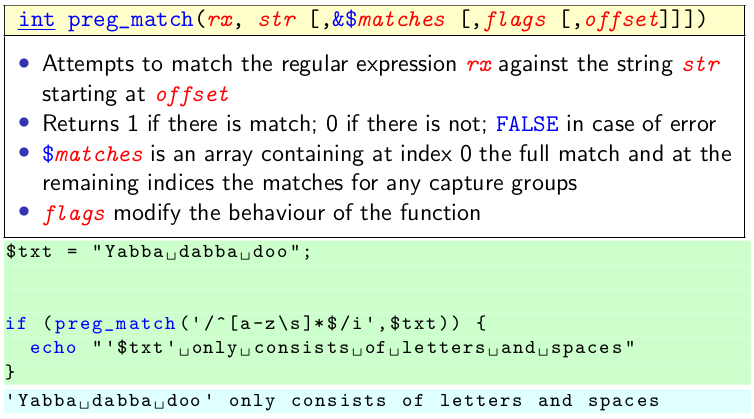 int preg_match(rx, str [,&$matches [,flags [,offset]]])
• Attempts to match the regular expression rx against the string str
starting at offset
• Returns 1 if there is match; 0 if there is not; FALSE in case of error
• $matches is an array containing at index 0 the full match and at the
remaining indices the matches for any capture groups
• flags modify the behaviour of the function
$txt = "Yabba␣dabba␣doo";
if (preg_match('/^[a-z\s]*$/i',$txt)) {
  echo "'$txt'␣only␣consists␣of␣letters␣and␣spaces"
}
'Yabba␣dabba␣doo' only consists of letters and spaces